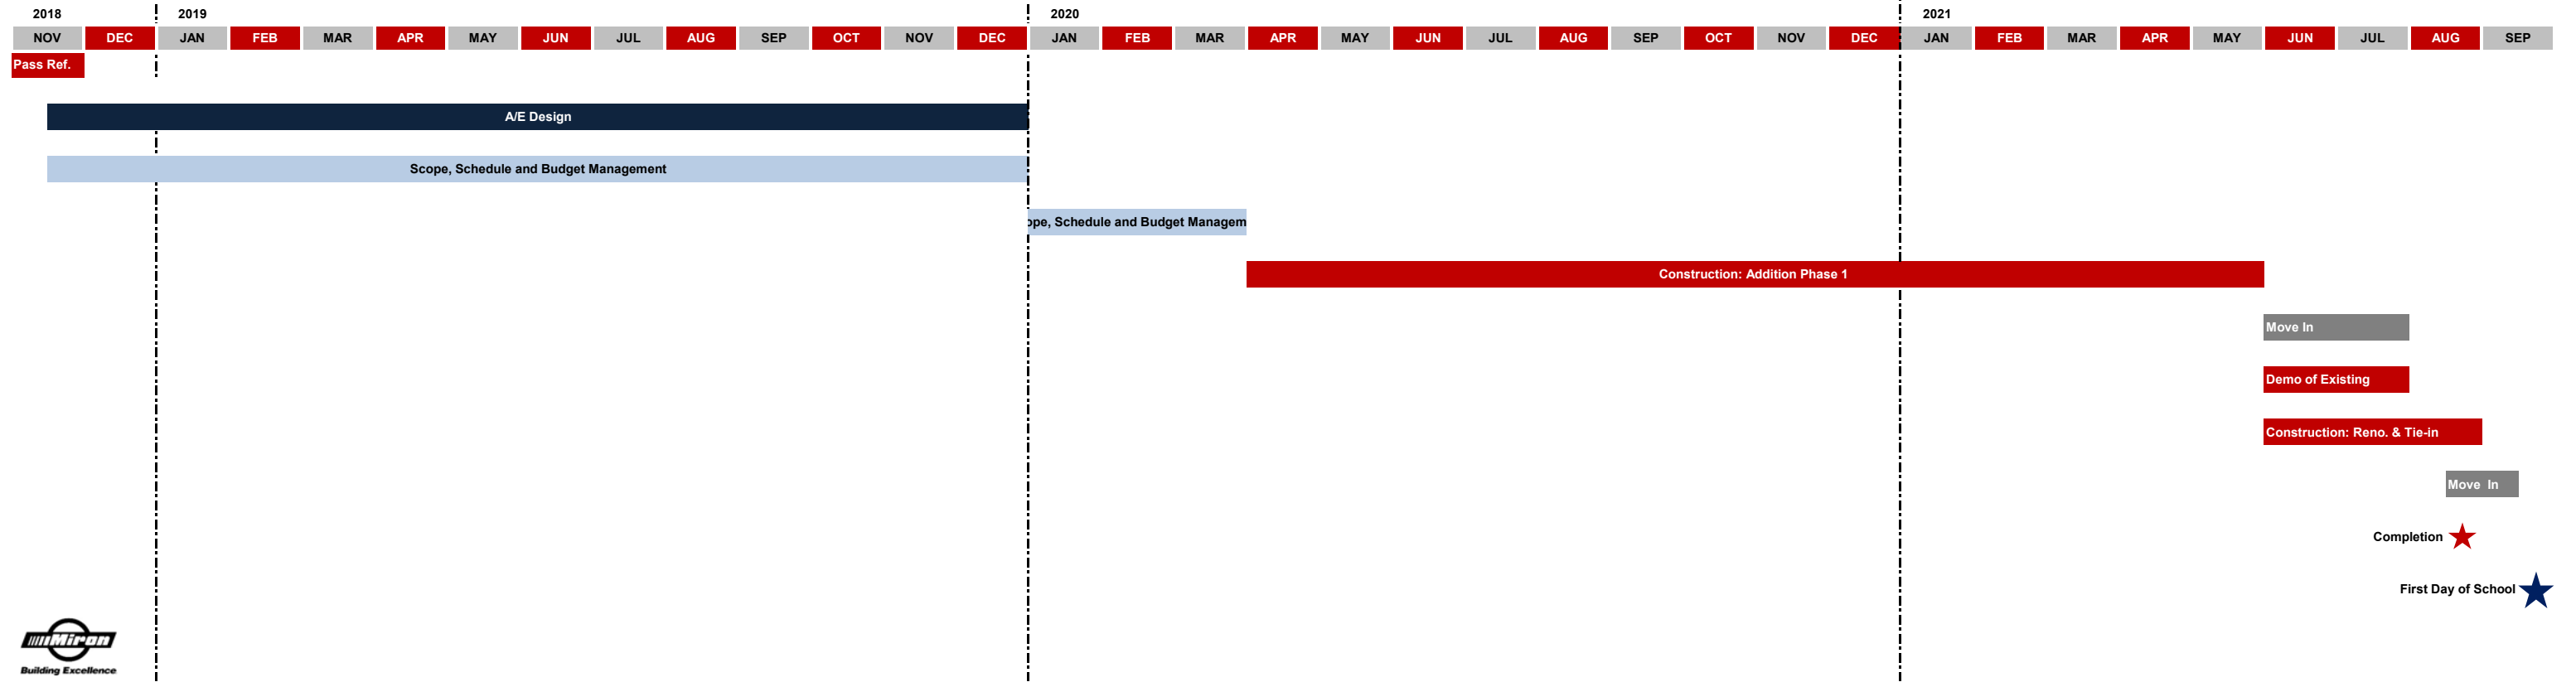 2018 2019 2020 2021
NOV DEC JAN FEB MAR APR MAY JUN JUL AUG SEP OCT NOV DEC JAN FEB MAR APR MAY JUN JUL AUG SEP OCT NOV DEC JAN FEB MAR APR MAY JUN JUL AUG SEP
Pass Ref.
A/E Design
Scope, Schedule and Budget Management
ope, Schedule and Budget Managem
Construction: Addition Phase 1
Move In
Demo of Existing
Construction: Reno. & Tie-in
Move In
Completion
First Day of School
Miron
Building Excellence